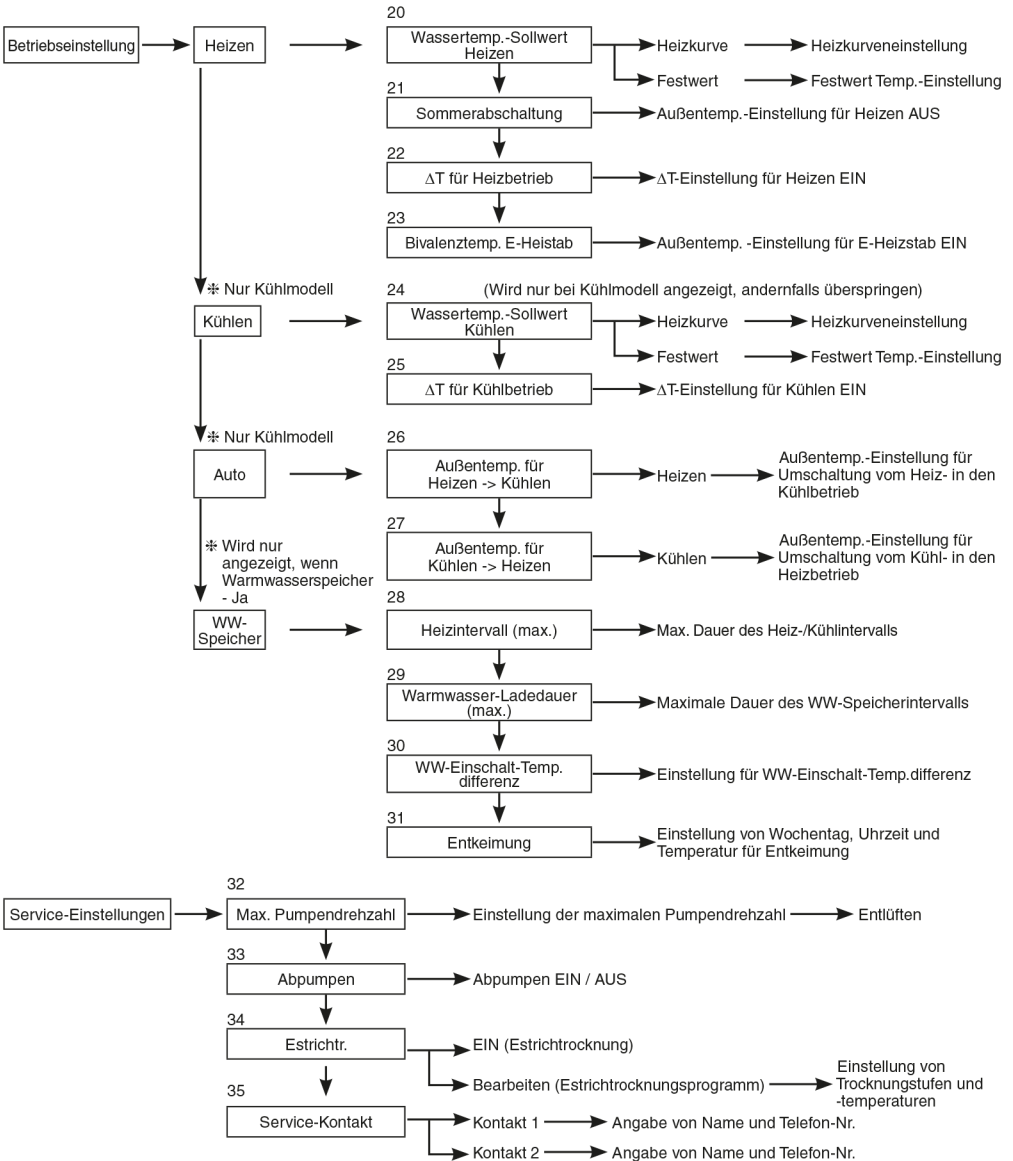 20
Betriebseinstellung
Heizen
Wassertemp.-Sollwert
Heizen
Heizkurve
Heizkurveneinstellung
Festwert
Festwert Temp.-Einstellung
21
Sommerabschaltung
Außentemp.-Einstellung für Heizen AUS
22
ΔT für Heizbetrieb
ΔT-Einstellung für Heizen EIN
23
Bivalenztemp. E-Heistab
Außentemp. -Einstellung für E-Heizstab EIN
❈ Nur Kühlmodell
24
(Wird nur bei Kühlmodell angezeigt, andernfalls überspringen)
Kühlen
Wassertemp.-Sollwert
Kühlen
Heizkurve
Heizkurveneinstellung
Festwert
Festwert Temp.-Einstellung
25
ΔT für Kühlbetrieb
ΔT-Einstellung für Kühlen EIN
❈ Nur Kühlmodell
26
Auto
Außentemp. für
Heizen -> Kühlen
Heizen
Außentemp.-Einstellung für
Umschaltung vom Heiz- in den
Kühlbetrieb
27
Außentemp. für
Kühlen -> Heizen
Kühlen
Außentemp.-Einstellung für
Umschaltung vom Kühl- in den
Heizbetrieb
❈ Wird nur
angezeigt, wenn
Warmwasserspeicher
- Ja
28
WW-
Speicher
Heizintervall (max.)
Max. Dauer des Heiz-/Kühlintervalls
29
Warmwasser-Ladedauer
(max.)
Maximale Dauer des WW-Speicherintervalls
30
WW-Einschalt-Temp.
differenz
Einstellung für WW-Einschalt-Temp.differenz
31
Entkeimung
Einstellung von Wochentag, Uhrzeit und
Temperatur für Entkeimung
32
Service-Einstellungen
Max. Pumpendrehzahl
Einstellung der maximalen Pumpendrehzahl
Entlüften
33
Abpumpen
Abpumpen EIN / AUS
34
Estrichtr.
EIN (Estrichtrocknung)
Bearbeiten (Estrichtrocknungsprogramm)
Einstellung von
Trocknungstufen und
-temperaturen
35
Service-Kontakt
Kontakt 1
Angabe von Name und Telefon-Nr.
Kontakt 2
Angabe von Name und Telefon-Nr.